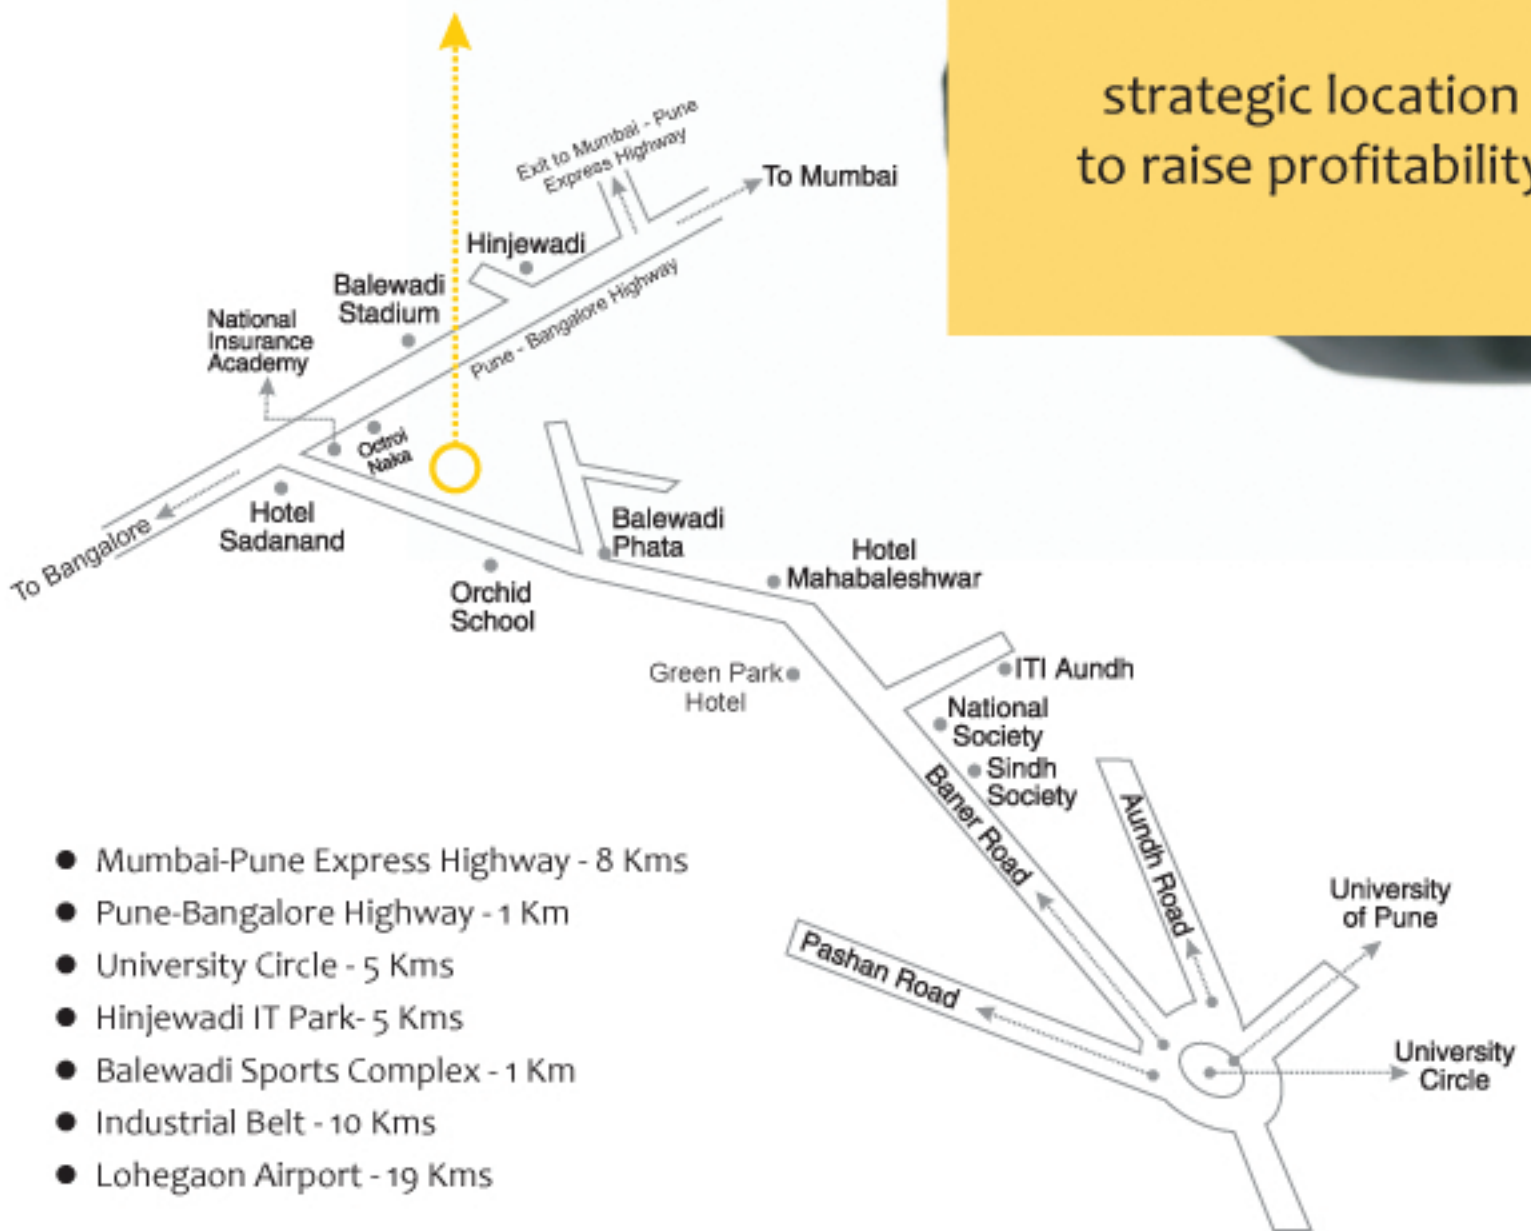 strategic location
to raise profitability
Exit to Mumbai - Pune
Express Highway
To Mumbai
Hinjewadi
Balewadi
Stadium
Pune - Bangalore Highway
National
Insurance
Academy
Octroi
Naka
Hotel
Sadanand
To Bangalore
Balewadi
Phata
Orchid
School
Hotel
Mahabaleshwar
Green Park
Hotel
ITI Aundh
National
Society
Sindh
Society
Baner Road
Aundh Road
Pashan Road
University
of Pune
University
Circle
● Mumbai-Pune Express Highway - 8 Kms
● Pune-Bangalore Highway - 1 Km
● University Circle - 5 Kms
● Hinjewadi IT Park- 5 Kms
● Balewadi Sports Complex - 1 Km
● Industrial Belt - 10 Kms
● Lohegaon Airport - 19 Kms